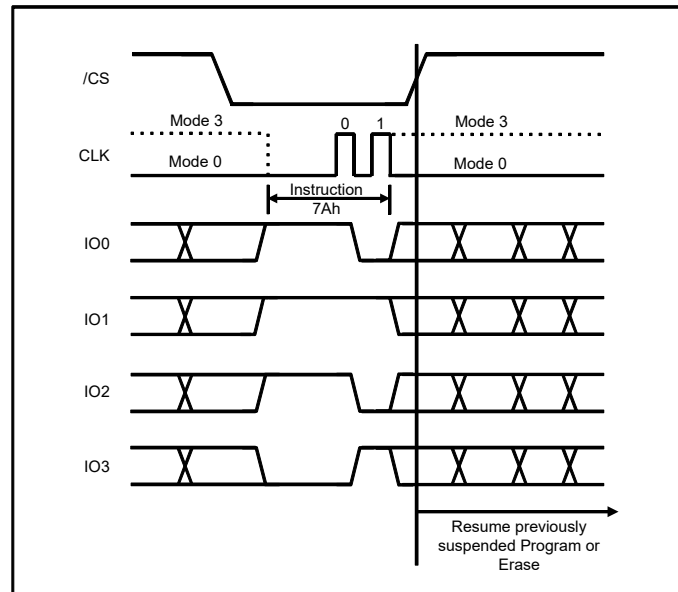 /CS
Mode 3
0 1
Mode 3
CLK
Mode 0
Mode 0
Instruction
7Ah
IO0
IO1
IO2
IO3
Resume previously
suspended Program or
Erase